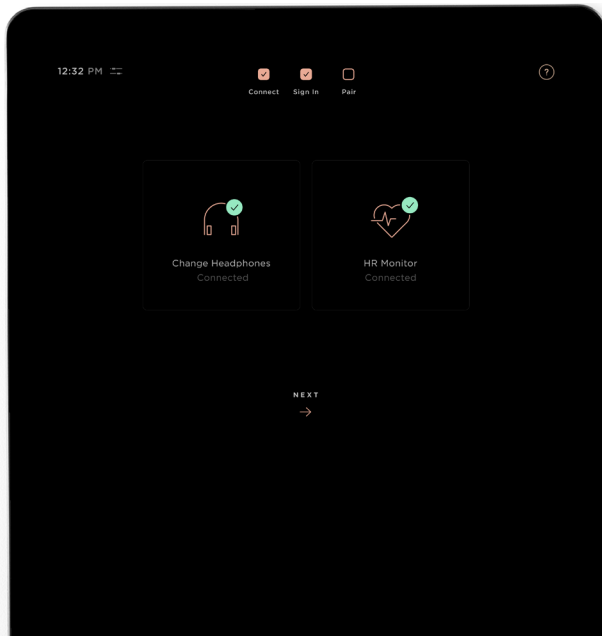 12:32 PM
?
Connect Sign In Pair
Change Headphones
Connected
HR Monitor
Connected
NEXT